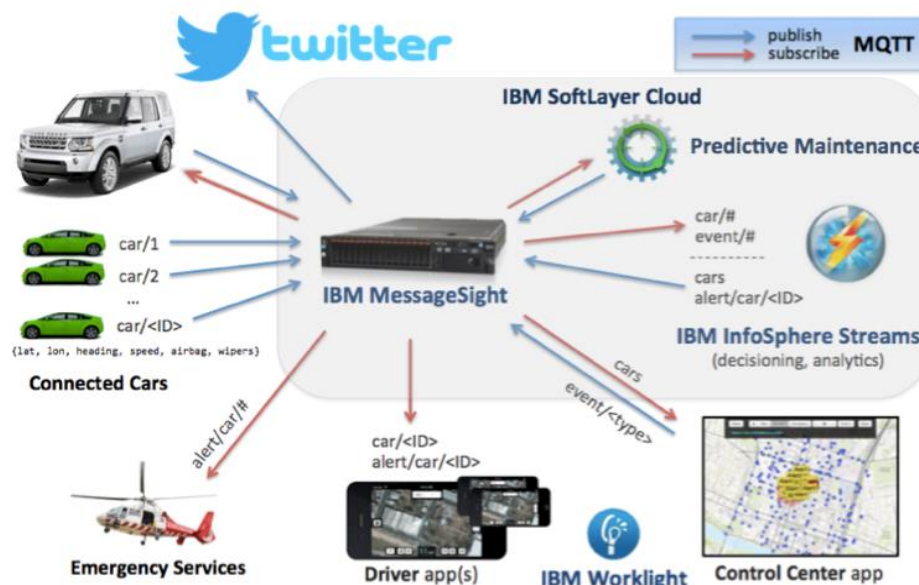 twitter
publish
subscribe
MQTT
IBM SoftLayer Cloud
Predictive Maintenance
car/1
car/2
...
car/<ID>
{lat, lon, heading, speed, airbag, wipers}
Connected Cars
IBM MessageSight
car/#
event/#
----------
cars
alert/car/<ID>
IBM InfoSphere Streams
(decisioning, analytics)
cars
event/<type>
alert/car/#
car/<ID>
alert/car/<ID>
Emergency Services
Driver app(s)
IBM Worklight
Control Center app